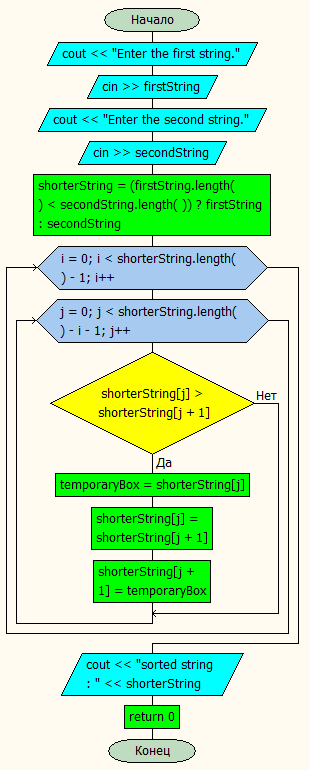 Начало
cout << "Enter the first string."
cin >> firstString
cout << "Enter the second string."
cin >> secondString
shorterString = (firstString.length(
) < secondString.length( )) ? firstString
: secondString
i = 0; i < shorterString.length(
) - 1; i++
j = 0; j < shorterString.length(
) - i - 1; j++
shorterString[j] >
shorterString[j + 1]
Нет
Да
temporaryBox = shorterString[j]
shorterString[j] =
shorterString[j + 1]
shorterString[j +
1] = temporaryBox
cout << "sorted string
: " << shorterString
return 0
Конец